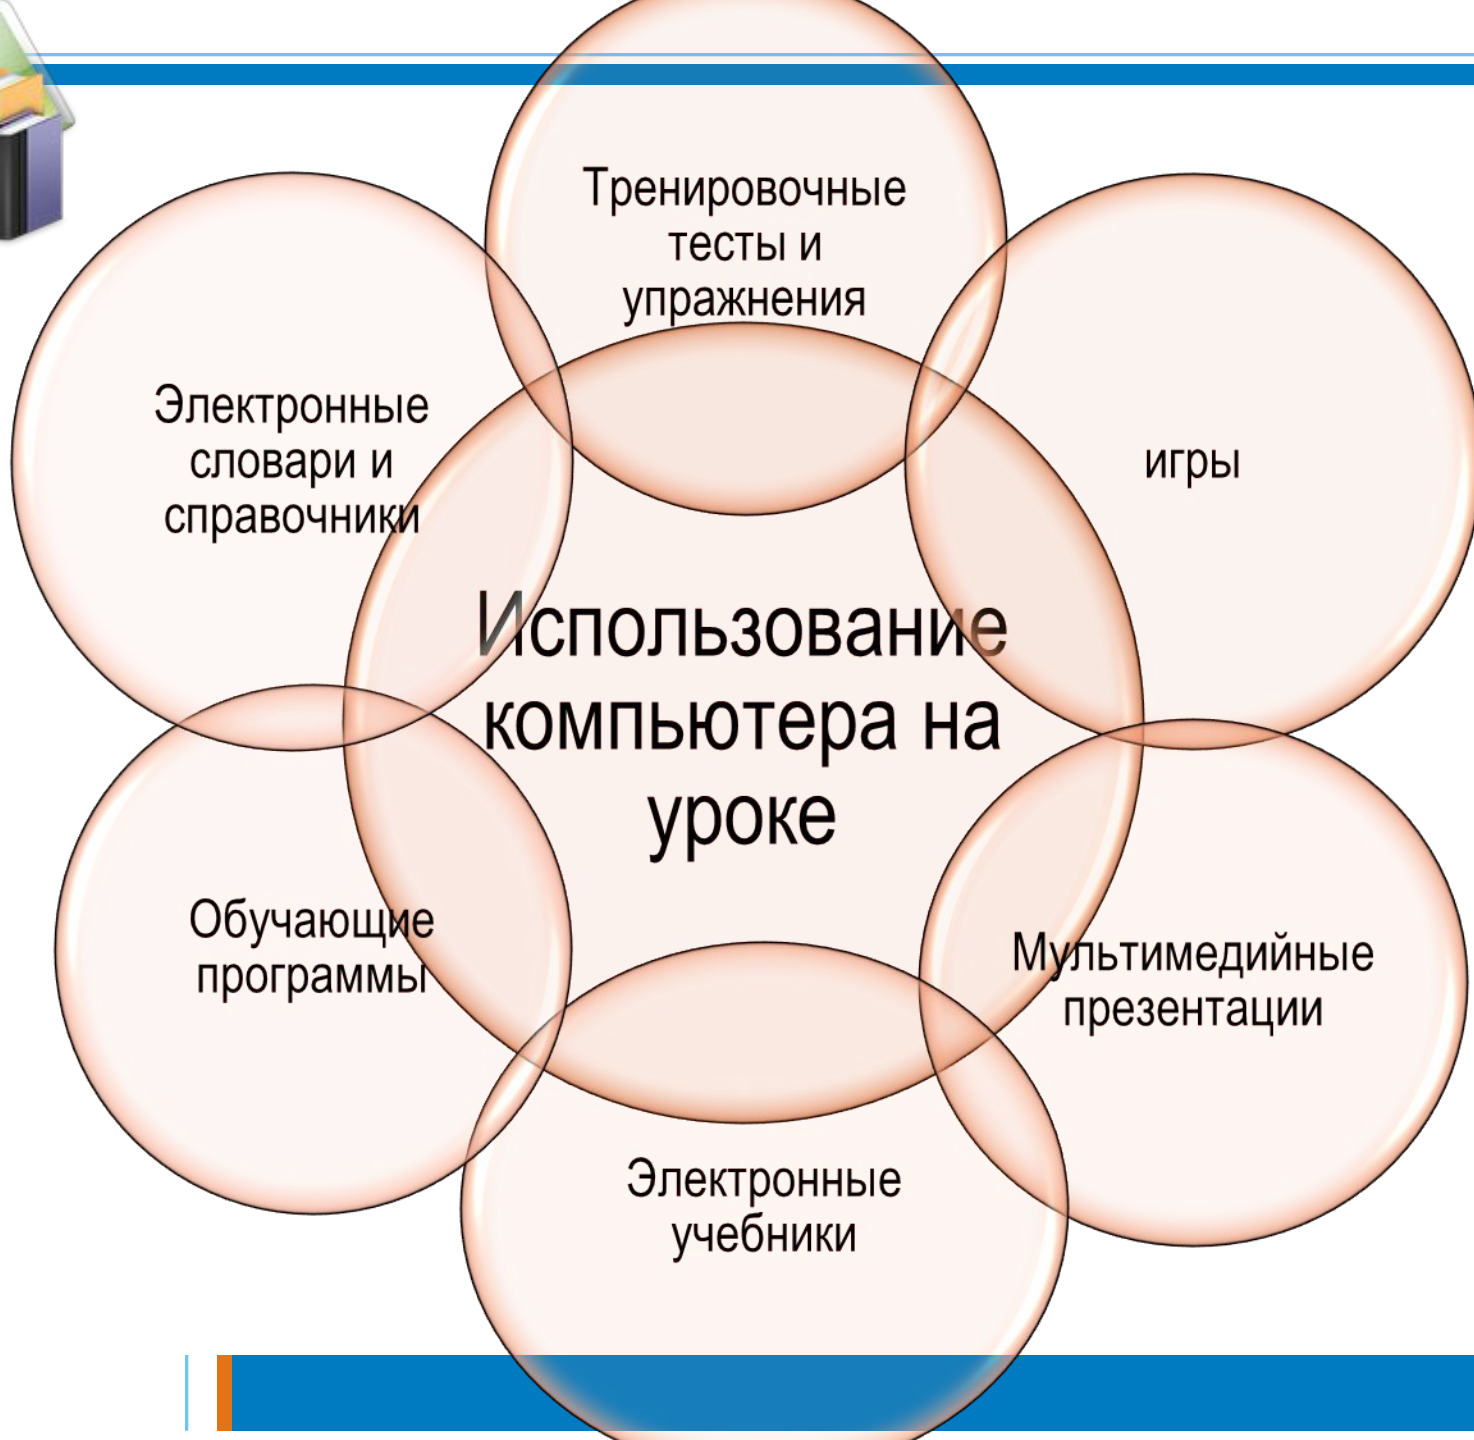 Тренировочные
тесты и
упражнения
Электронные
словари и
справочники
игры
Использование
компьютера на
уроке
Обучающие
программы
Мультимедийные
презентации
Электронные
учебники